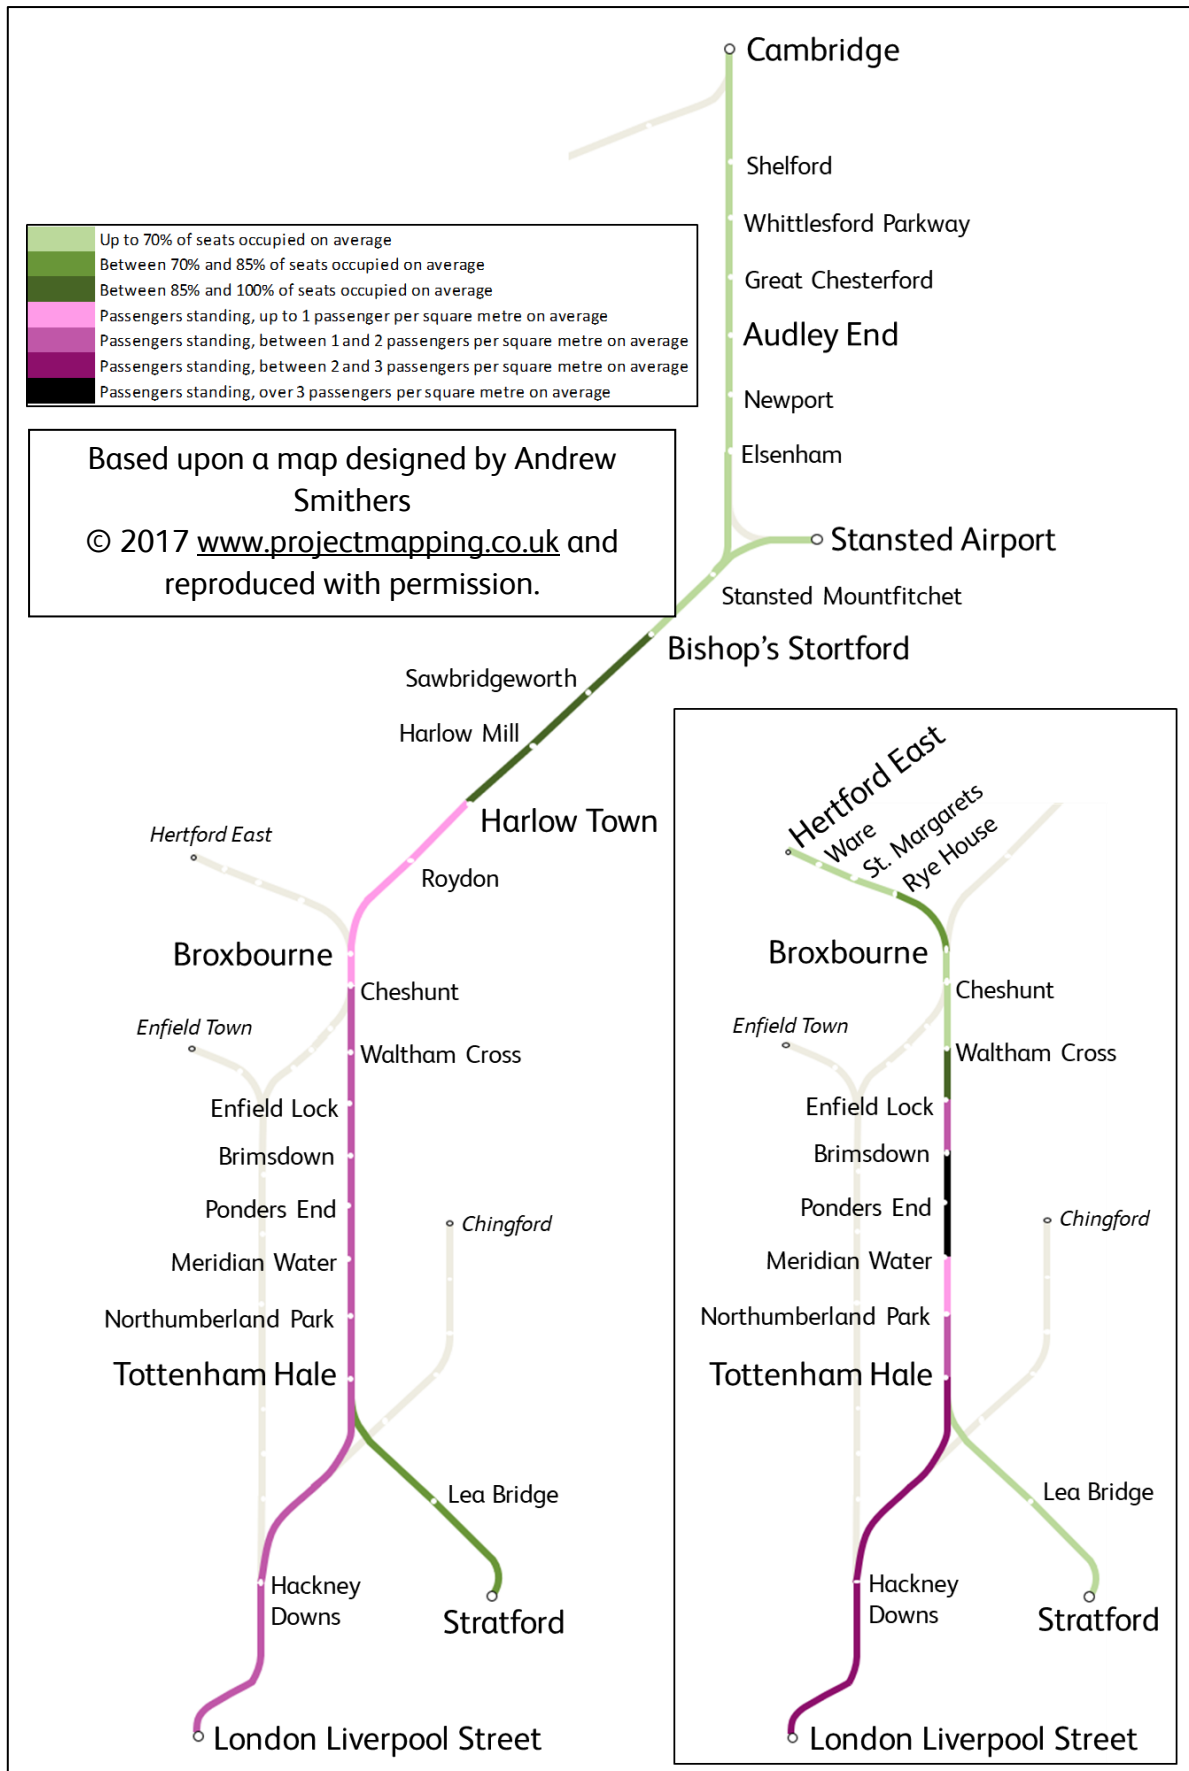 Cambridge
Shelford
Whittlesford Parkway
Great Chesterford
Audley End
Newport
Elsenham
Stansted Airport
Stansted Mountfitchet
Bishop's Stortford
Up to 70% of seats occupied on average
Between 70% and 85% of seats occupied on average
Between 85% and 100% of seats occupied on average
Passengers standing, up to 1 passenger per square metre on average
Passengers standing, between 1 and 2 passengers per square metre on average
Passengers standing, between 2 and 3 passengers per square metre on average
Passengers standing, over 3 passengers per square metre on average
Based upon a map designed by Andrew
Smithers
© 2017 www.projectmapping.co.uk and
reproduced with permission.
Sawbridgeworth
Harlow Mill
Harlow Town
Hertford East
Roydon
Broxbourne
Cheshunt
Enfield Town
Waltham Cross
Enfield Lock
Brimsdown
Ponders End
Chingford
Meridian Water
Northumberland Park
Tottenham Hale
Lea Bridge
Hackney
Downs
Stratford
London Liverpool Street
Hertford East
Ware
St. Margarets
Rye House
Broxbourne
Cheshunt
Enfield Town
Waltham Cross
Enfield Lock
Brimsdown
Ponders End
Chingford
Meridian Water
Northumberland Park
Tottenham Hale
Lea Bridge
Hackney
Downs
Stratford
London Liverpool Street